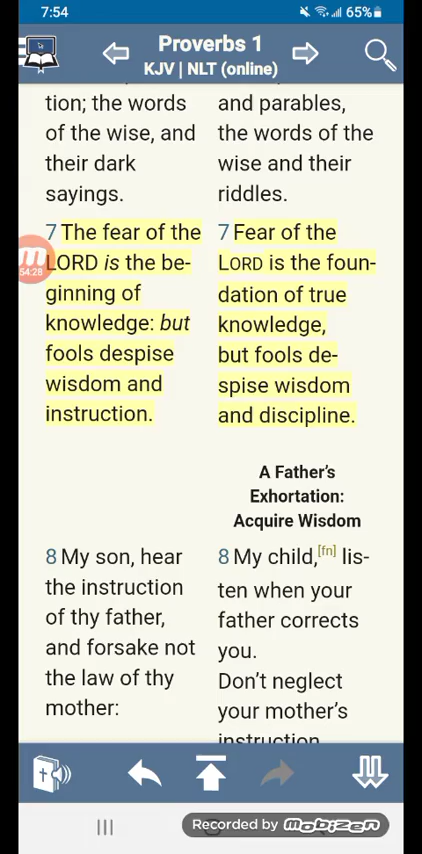 7:54
65%
Proverbs 1
KJV | NLT (online)
tion; the words
of the wise, and
their dark
sayings.
7 The fear of the
LORD is the be-
ginning of
knowledge: but
fools despise
wisdom and
instruction.
8 My son, hear
the instruction
of thy father,
and forsake not
the law of thy
mother:
and parables,
the words of the
wise and their
riddles.
7 Fear of the
LORD is the foun-
dation of true
knowledge,
but fools de-
spise wisdom
and discipline.
A Father's
Exhortation:
Acquire Wisdom
8 My child,[fn] lis-
ten when your
father corrects
you.
Don't neglect
your mother's
instruction
54:28
Recorded by mobizen